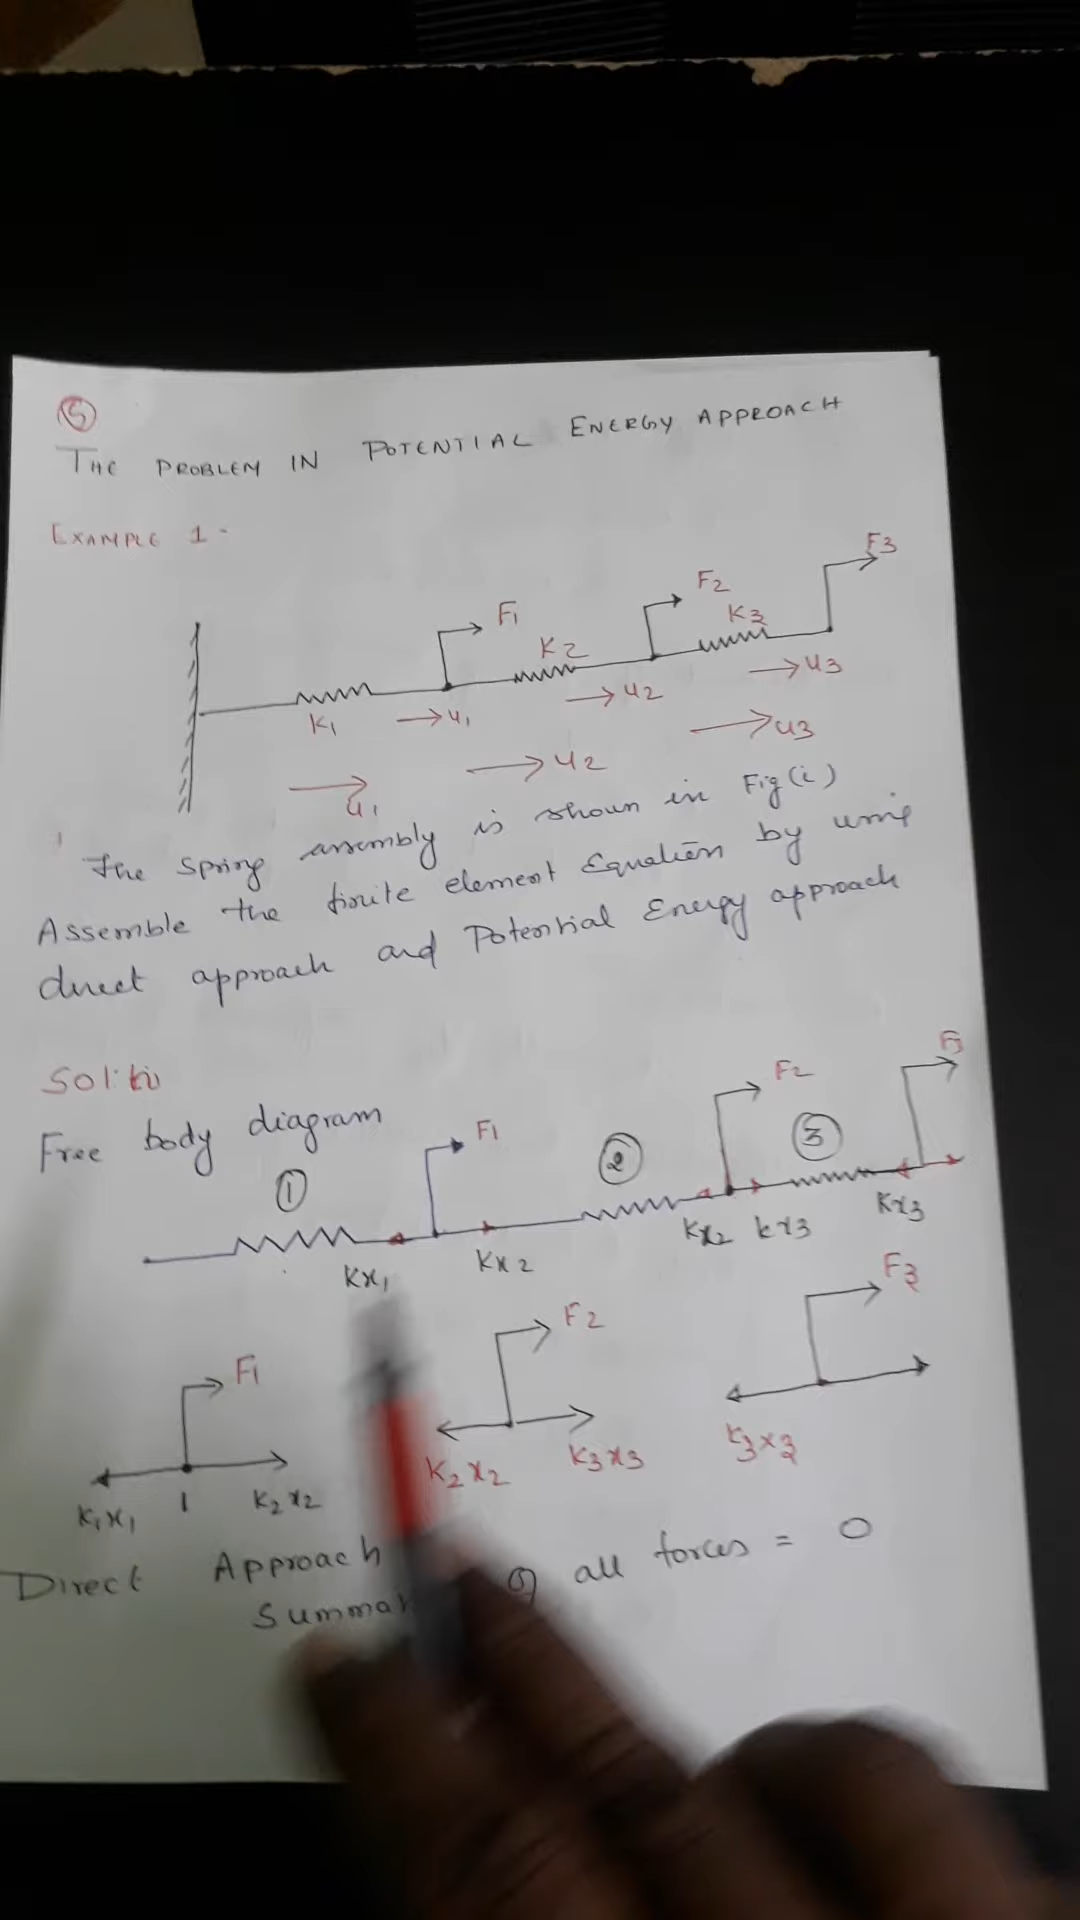 5
THE PROBLEM IN POTENTIAL ENERGY APPROACH
EXAMPLE 1-
F3
F2
F1
K3
K2
K1
u1
u2
u3
u1
u2
u3
The spring assembly is shown in Fig(i)
Assemble the finite element Equation by
direct approach and Potential Energy approach
Free body diagram
F1
F2
1
2
3
Kx1
Kx2
Kx2
kx3
Kx3
F1
F2
F3
K1x1
1
K2x2
K2x2
K3x3
K3x3
Direct Approach
all forces = 0